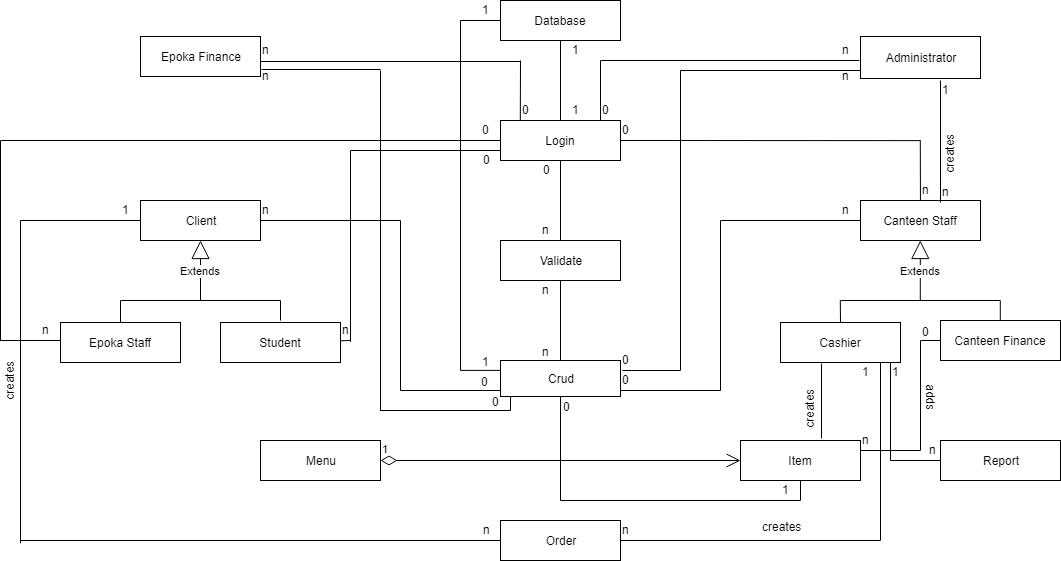 1
Database
Epoka Finance
n
n
1
n
n
Administrator
1
0
1
0
0
Login
0
0
0
creates
n
n
1
Client
n
n
Canteen Staff
n
Validate
n
Extends
Extends
n
Epoka Staff
Student
n
n
1
Crud
0
0
0
0
0
Cashier
1
1
0
Canteen Finance
creates
creates
adds
Menu
1
Item
n
n
Report
1
n
Order
n
creates